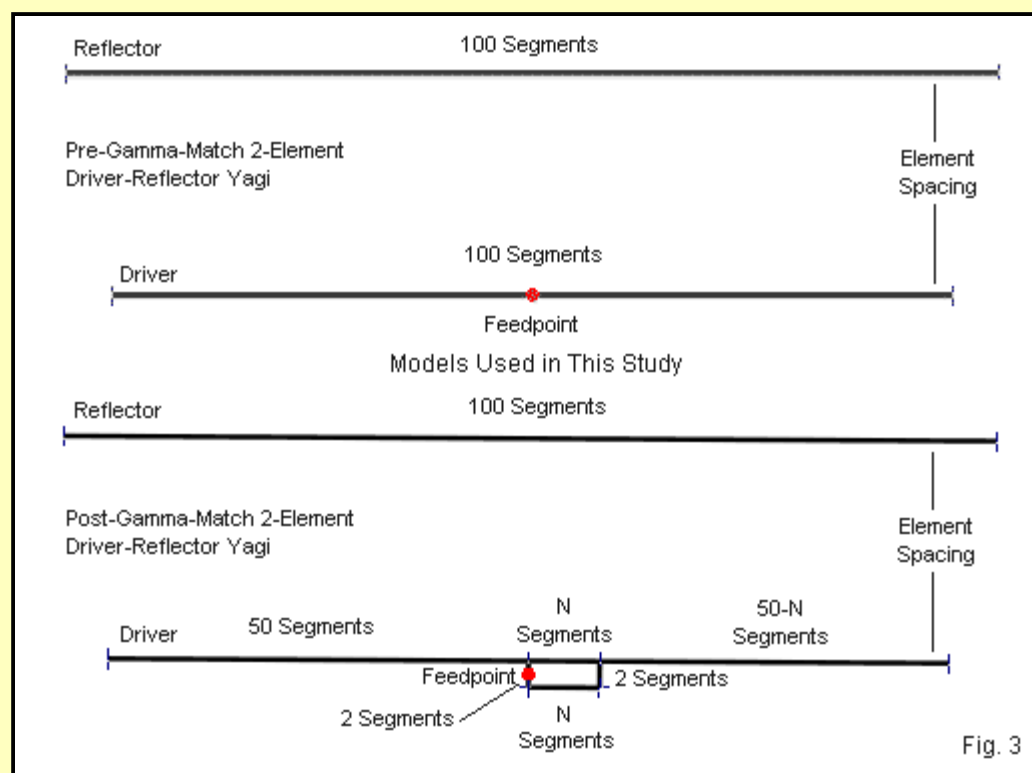 Reflector
100 Segments
Pre-Gamma-Match 2-Element
Driver-Reflector Yagi
Element
Spacing
100 Segments
Driver
Feedpoint
Models Used in This Study
Reflector
100 Segments
Post-Gamma-Match 2-Element
Driver-Reflector Yagi
Element
Spacing
Driver
50 Segments
N
Segments
50-N
Segments
Feedpoint
2 Segments
2 Segments
N
Segments
Fig. 3